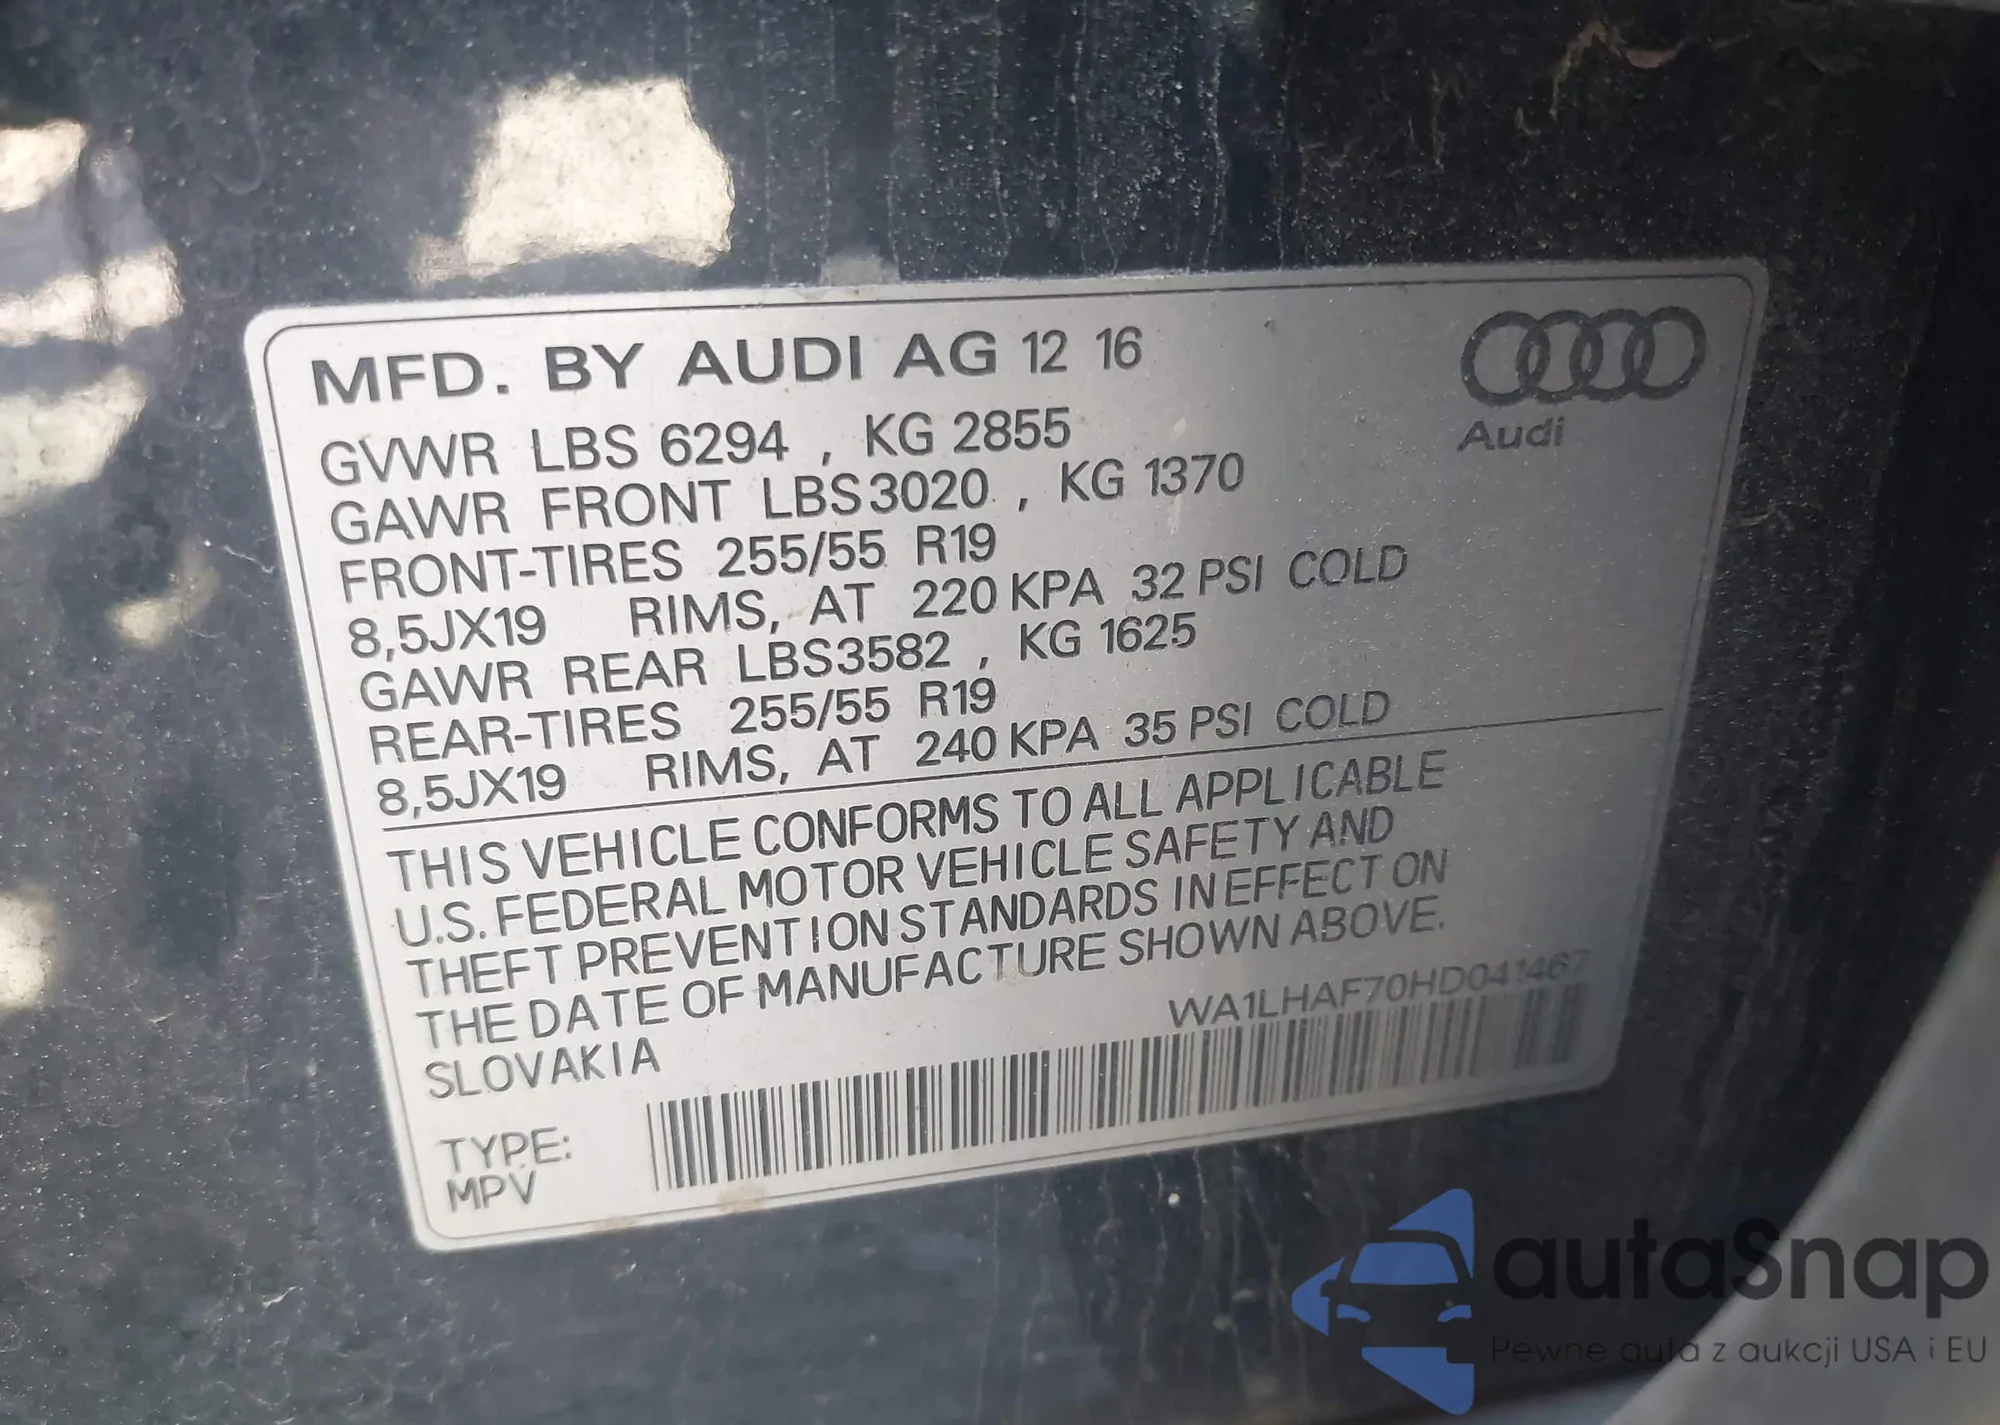 MFD. BY AUDI AG 12 16
Audi
GVWR LBS 6294 , KG 2855
GAWR FRONT LBS3020 , KG 1370
FRONT-TIRES 255/55 R19
8,5JX19 RIMS, AT 220 KPA 32 PSI COLD
GAWR REAR LBS3582 , KG 1625
REAR-TIRES 255/55 R19
8,5JX19 RIMS, AT 240 KPA 35 PSI COLD
THIS VEHICLE CONFORMS TO ALL APPLICABLE
U.S. FEDERAL MOTOR VEHICLE SAFETY AND
THEFT PREVENTION STANDARDS IN EFFECT ON
THE DATE OF MANUFACTURE SHOWN ABOVE.
SLOVAKIA
WA1LHAF70HD041467
TYPE:
MPV
autaSnap
Pewne auta z aukcji USA i EU